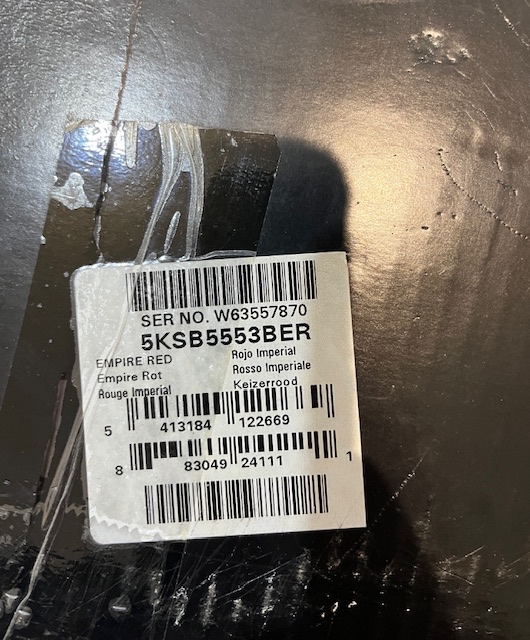 SER NO. W63557870
5KSB5553BER
EMPIRE RED
Empire Rot
Rouge Imperial
Rojo Imperial
Rosso Imperiale
Keizerrood
5 413184 122669
8 83049 24111 1